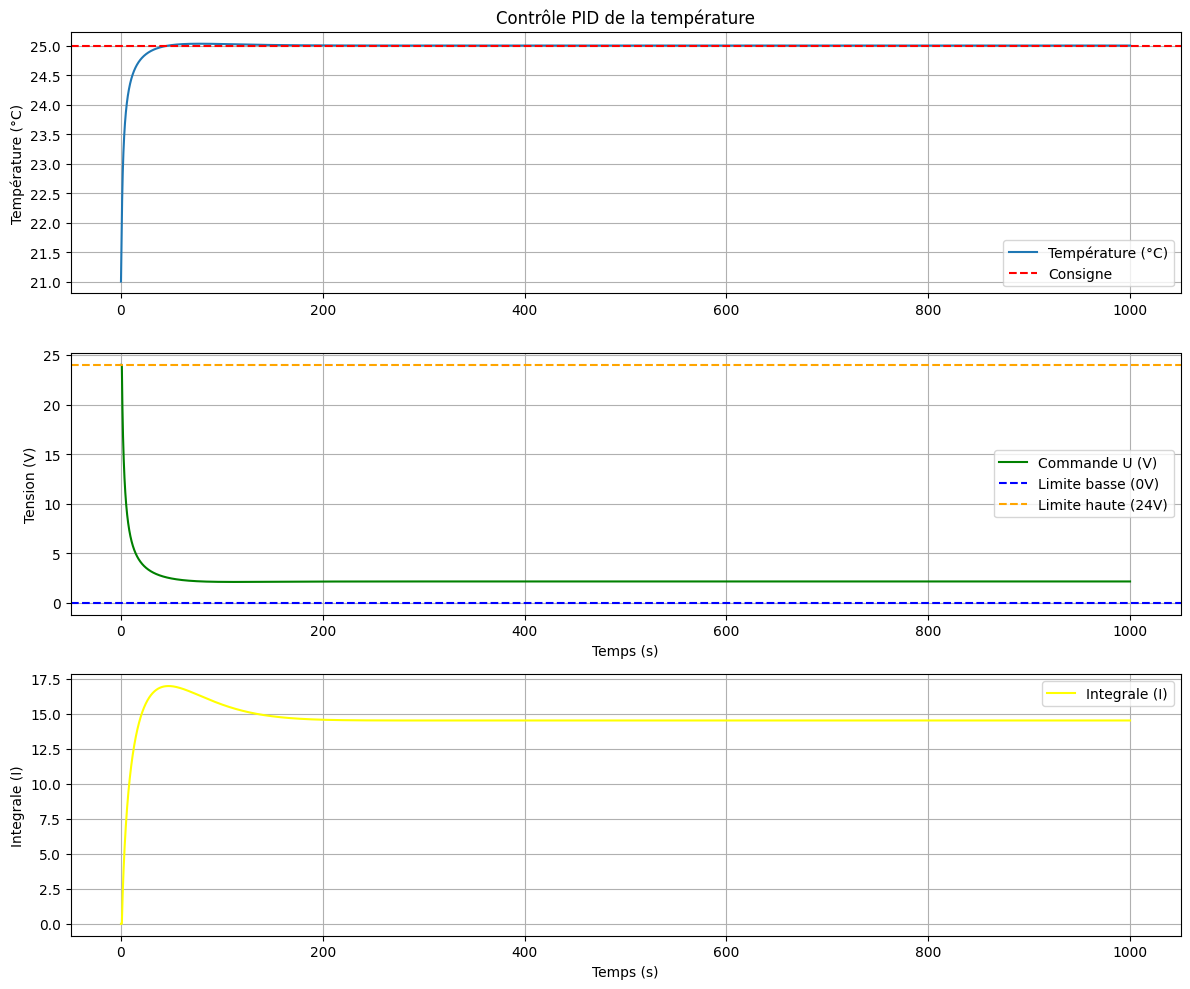 Contrôle PID de la température
Température (°C)
25.0
24.5
24.0
23.5
23.0
22.5
22.0
21.5
21.0
Température (°C)
Consigne
0 200 400 600 800 1000
Tension (V)
25
20
15
10
5
0
Commande U (V)
Limite basse (0V)
Limite haute (24V)
0 200 400 600 800 1000
Temps (s)
Integrale (I)
17.5
15.0
12.5
10.0
7.5
5.0
2.5
0.0
Integrale (I)
0 200 400 600 800 1000
Temps (s)